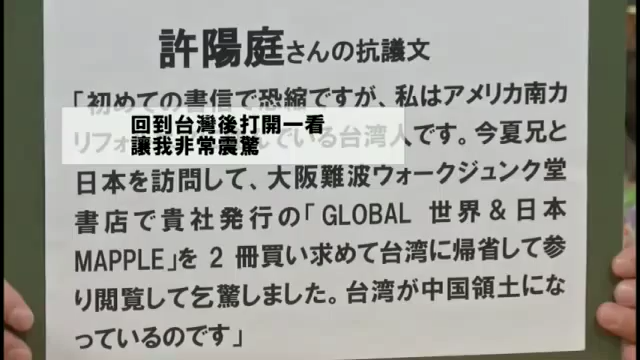 許陽庭さんの抗議文
「初めての書信で恐縮ですが、私はアメリカ南カ
回到台灣後打開一看
讓我非常震驚
リフォ んでいる台湾人です。今夏兄と
日本を訪問して、大阪難波ウォークジュンク堂
書店で貴社発行の「GLOBAL 世界&日本
MAPPLE」を2冊買い求めて台湾に帰省して参
り閲覧して乞驚しました。台湾が中国領土にな
っているのです」